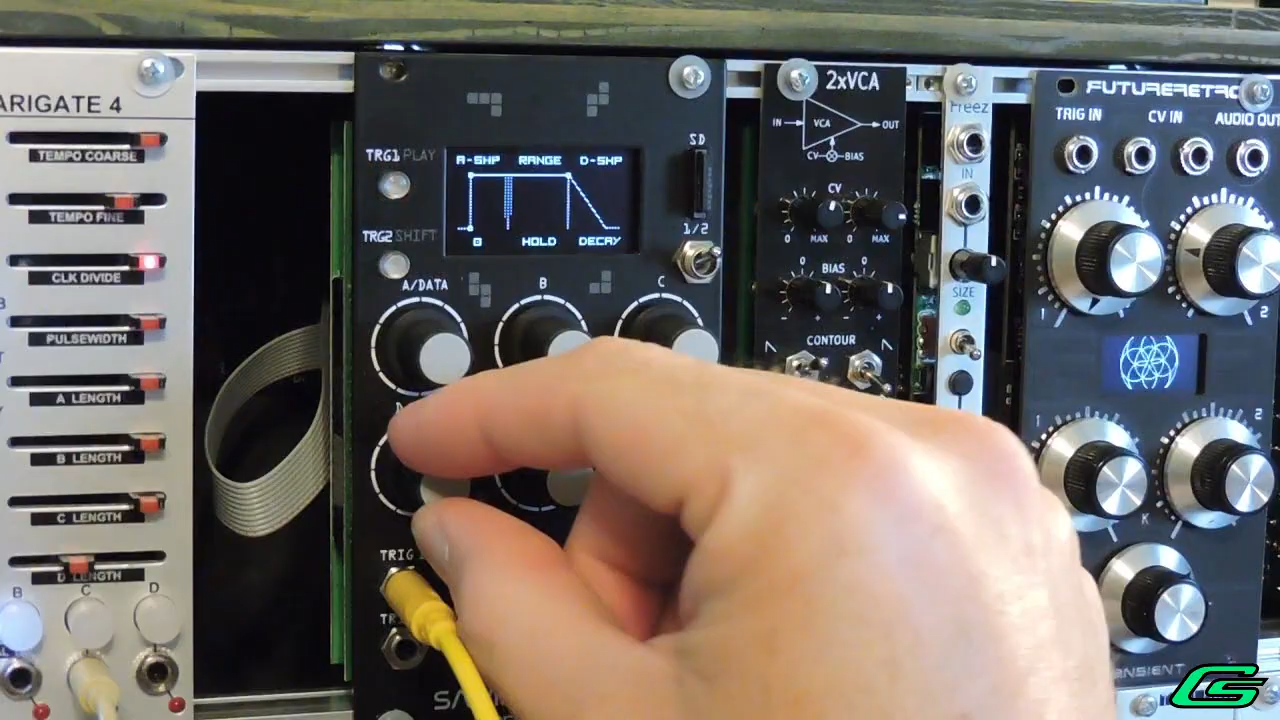 ARIGATE 4
TEMPO COARSE
TEMPO FINE
CLK DIVIDE
PULSEWIDTH
A LENGTH
B LENGTH
C LENGTH
D LENGTH
B
C
D
TRG1 PLAY
TRG2 SHIFT
A-SHP RANGE D-SHP
0 HOLD DECAY
SD
1/2
A/DATA
B
C
TRIG
2xVCA
IN
VCA
OUT
CV
BIAS
CV
0 MAX
MAX
BIAS
0 0
- + - +
CONTOUR
Freez
IN
SIZE
FUTURERETRO
TRIG IN
CV IN
AUDIO OUT
1
2
1
2
K
ANSIENT
CS